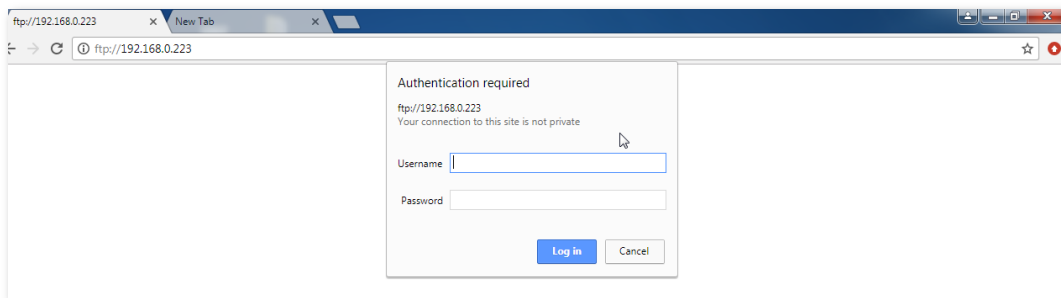 ftp://192.168.0.223
New Tab
ftp://192.168.0.223
Authentication required
ftp://192.168.0.223
Your connection to this site is not private
Username
Password
Log in
Cancel